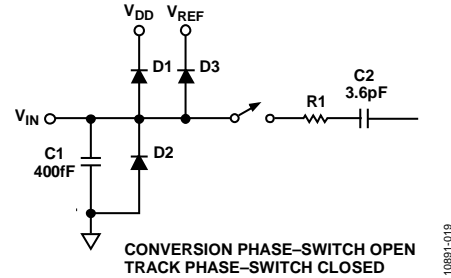 VDD VREF
D1 D3
C2
3.6pF
R1
VIN
C1
400fF
D2
CONVERSION PHASE–SWITCH OPEN
TRACK PHASE–SWITCH CLOSED
10891-019